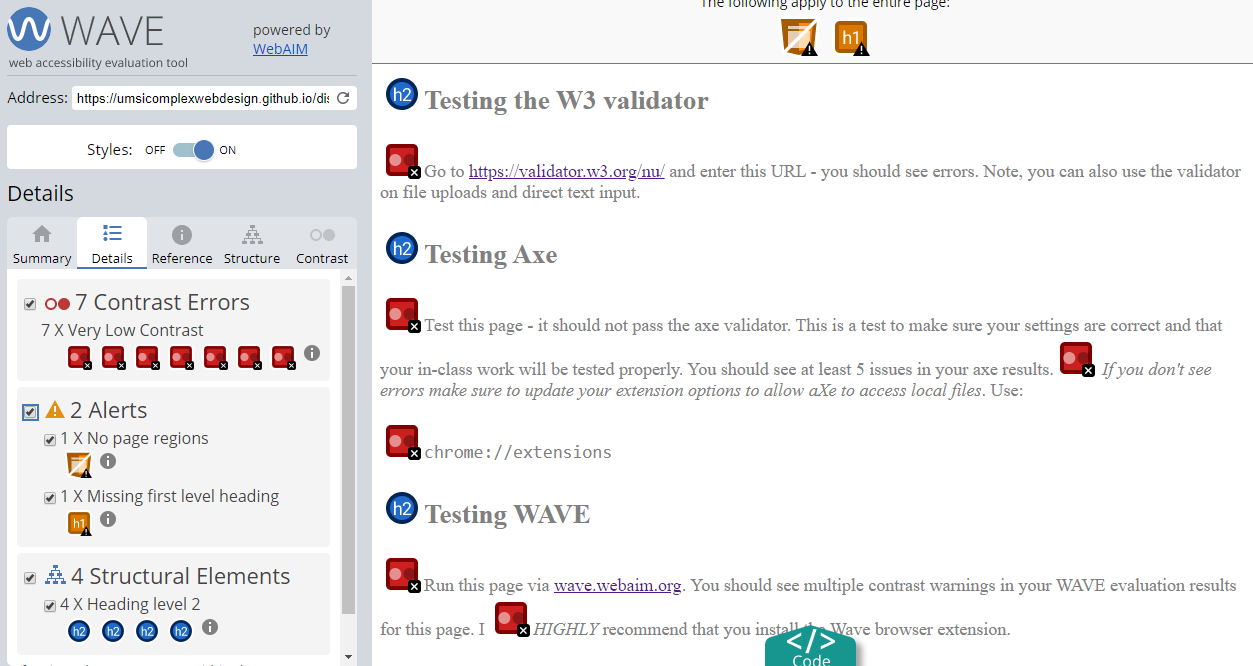 WAVE
powered by
WebAIM
web accessibility evaluation tool
Address: https://umsicomplexwebdesign.github.io/dis
Styles: OFF ON
Details
Summary Details Reference Structure Contrast
7 Contrast Errors
7 X Very Low Contrast
2 Alerts
1 X No page regions
1 X Missing first level heading
h1
4 Structural Elements
4 X Heading level 2
h2 h2 h2 h2
The following apply to the entire page:
h1
h2 Testing the W3 validator
Go to https://validator.w3.org/nu/ and enter this URL - you should see errors. Note, you can also use the validator
on file uploads and direct text input.
h2 Testing Axe
Test this page - it should not pass the axe validator. This is a test to make sure your settings are correct and that
your in-class work will be tested properly. You should see at least 5 issues in your axe results. If you don't see
errors make sure to update your extension options to allow aXe to access local files. Use:
chrome://extensions
h2 Testing WAVE
Run this page via wave.webaim.org. You should see multiple contrast warnings in your WAVE evaluation results
for this page. I HIGHLY recommend that you install the Wave browser extension.
</> 
Code